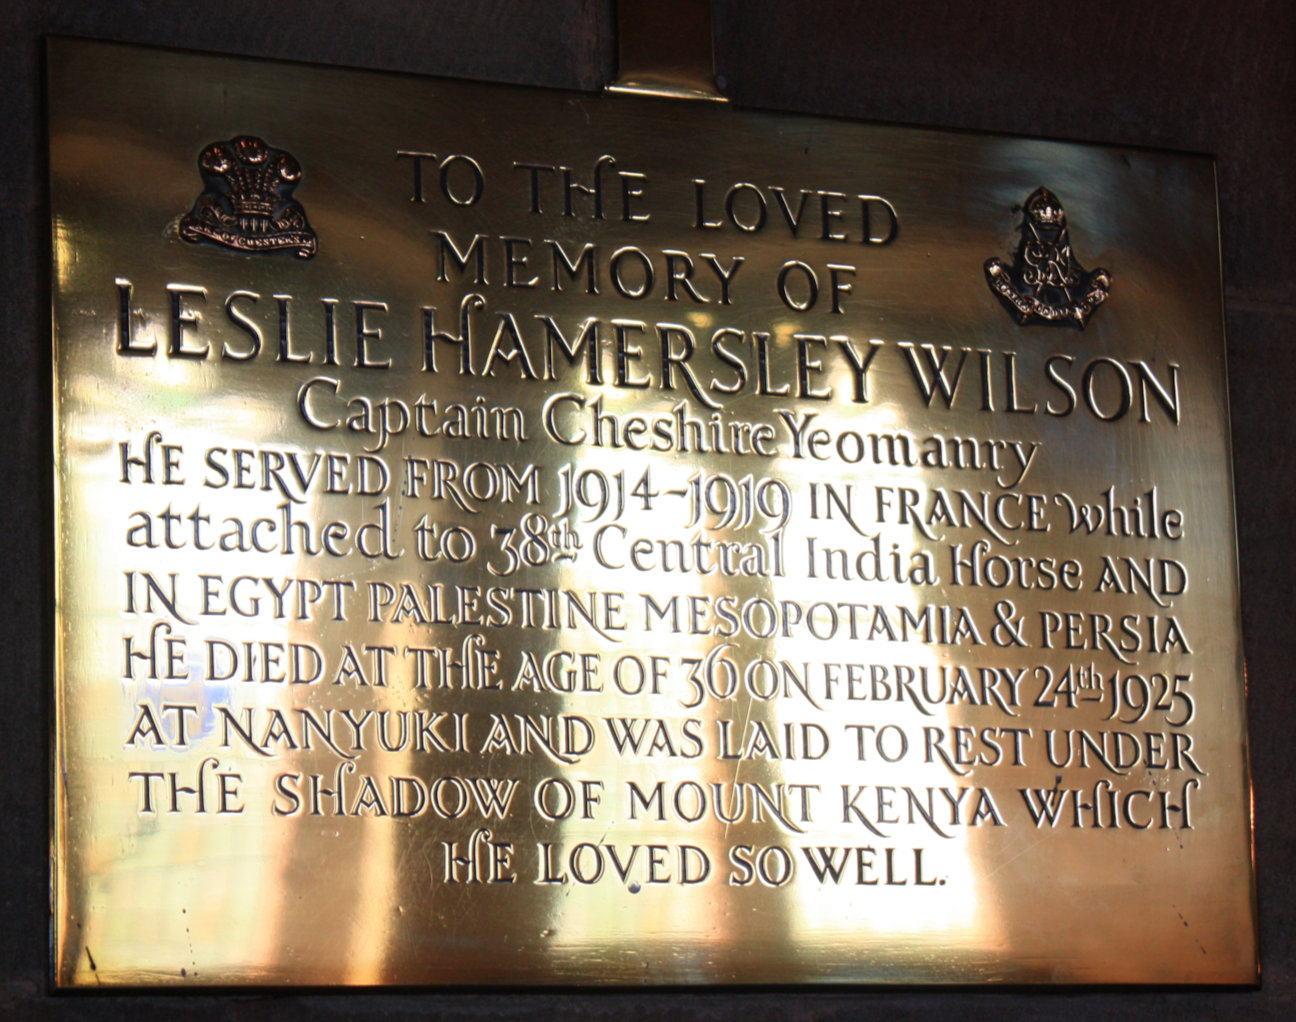 TO THE LOVED
MEMORY OF
LESLIE HAMERSLEY WILSON
Captain Cheshire Yeomanry
HE SERVED FROM 1914-1919 IN FRANCE while
attached to 38th Central India Horse AND
IN EGYPT PALESTINE MESOPOTAMIA & PERSIA
HE DIED AT THE AGE OF 36 ON FEBRUARY 24th 1925
AT NANYUKI AND WAS LAID TO REST UNDER
THE SHADOW OF MOUNT KENYA WHICH
HE LOVED SO WELL.